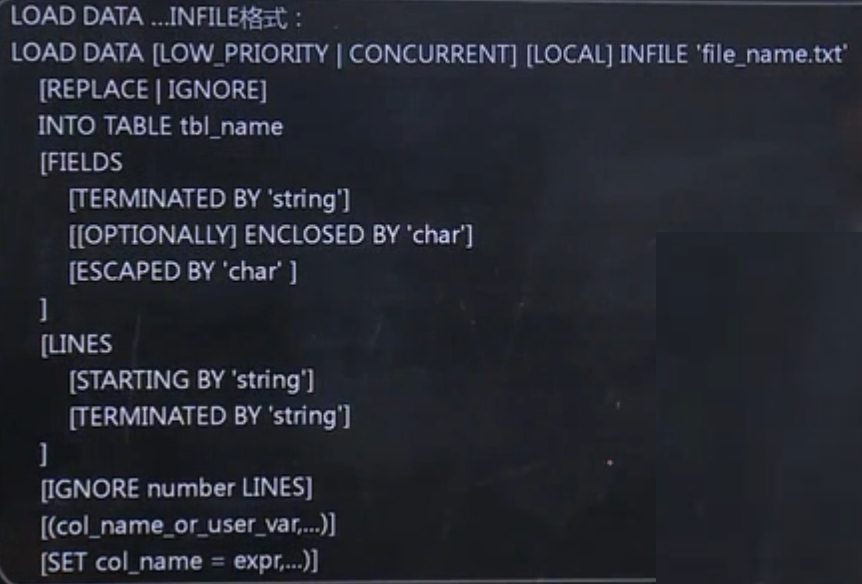 LOAD DATA ...INFILE格式：
LOAD DATA [LOW_PRIORITY | CONCURRENT] [LOCAL] INFILE 'file_name.txt'
[REPLACE | IGNORE]
INTO TABLE tbl_name
[FIELDS
[TERMINATED BY 'string']
[[OPTIONALLY] ENCLOSED BY 'char']
[ESCAPED BY 'char' ]
]
[LINES
[STARTING BY 'string']
[TERMINATED BY 'string']
]
[IGNORE number LINES]
[(col_name_or_user_var,...)]
[SET col_name = expr,...)]